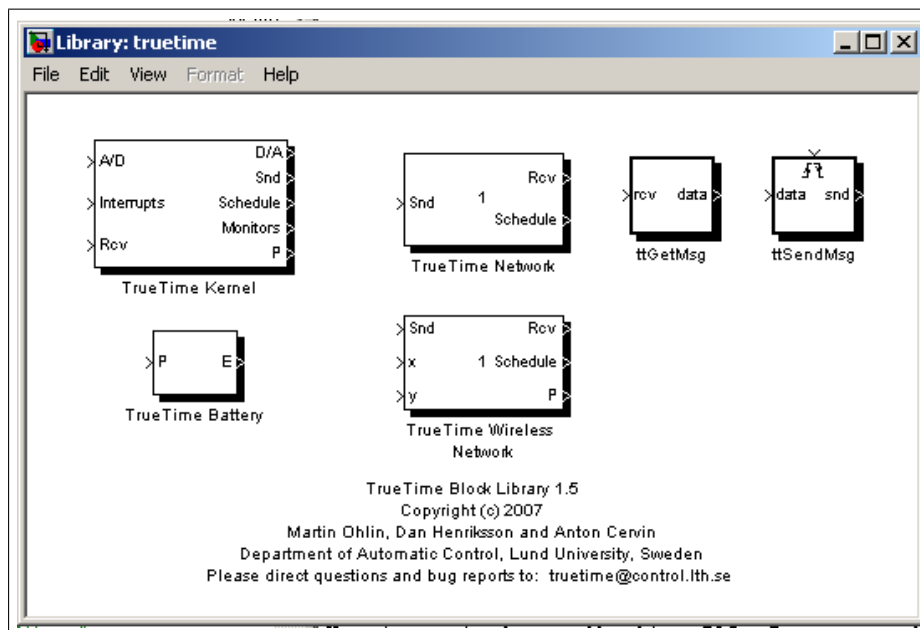 Library: truetime
File Edit View Format Help
A/D D/A
Snd
Interrupts Schedule
Monitors
Rcv P
TrueTime Kernel
Rcv
Snd 1
Schedule
TrueTime Network
rcv data
ttGetMsg
data snd
ttSendMsg
P E
TrueTime Battery
Snd Rcv
x 1 Schedule
y P
TrueTime Wireless
Network
TrueTime Block Library 1.5
Copyright (c) 2007
Martin Ohlin, Dan Henriksson and Anton Cervin
Department of Automatic Control, Lund University, Sweden
Please direct questions and bug reports to: truetime@control.lth.se